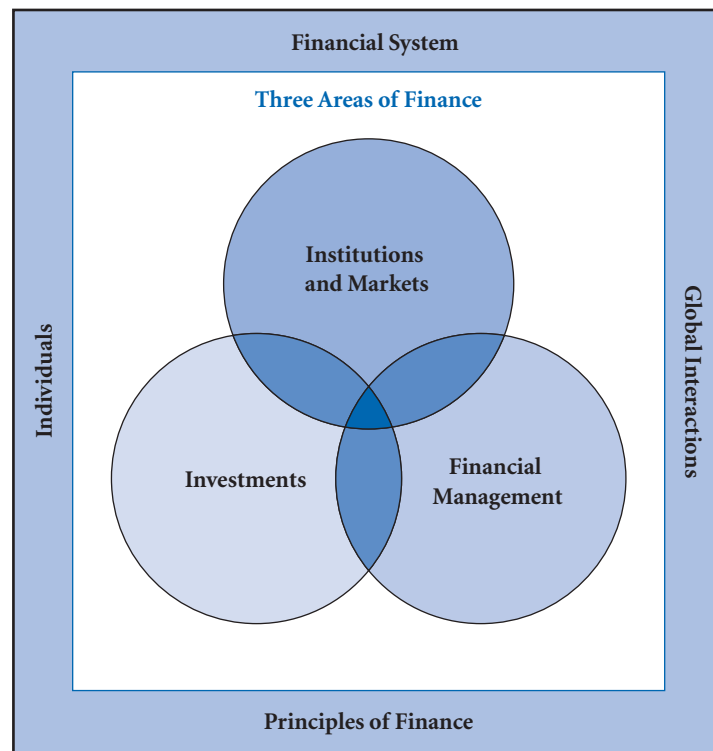 Financial System
Three Areas of Finance
Institutions
and Markets
Individuals
Global Interactions
Investments
Financial
Management
Principles of Finance